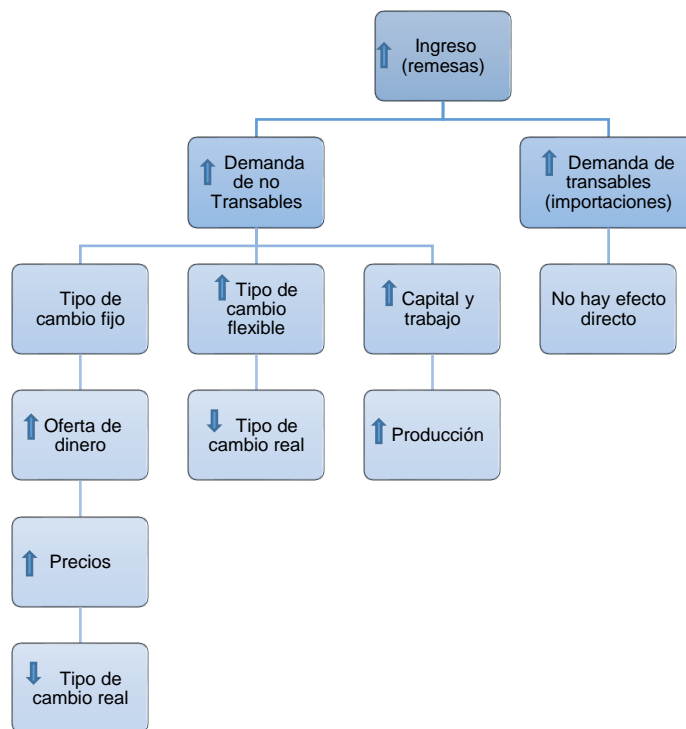 Ingreso
(remesas)
Demanda
de no
Transables
Demanda de
transables
(importaciones)
Tipo de
cambio fijo
Tipo de
cambio
flexible
Capital y
trabajo
No hay efecto
directo
Oferta de
dinero
Tipo de
cambio real
Producción
Precios
Tipo de
cambio real